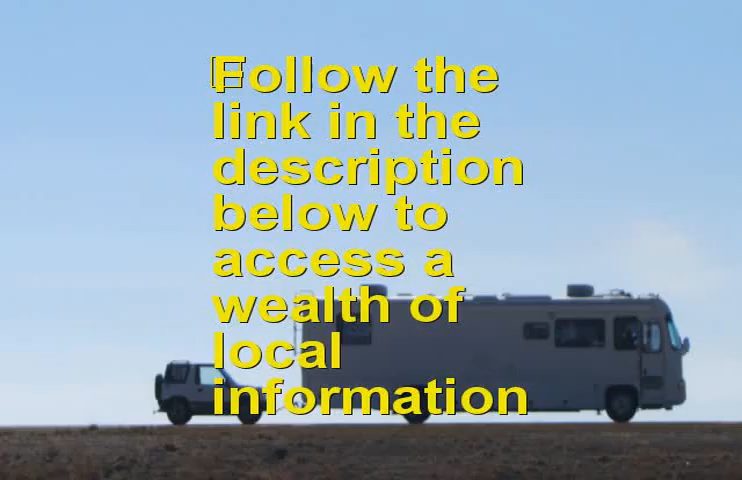 Follow the
link in the
description
below to
access a
wealth of
local
information